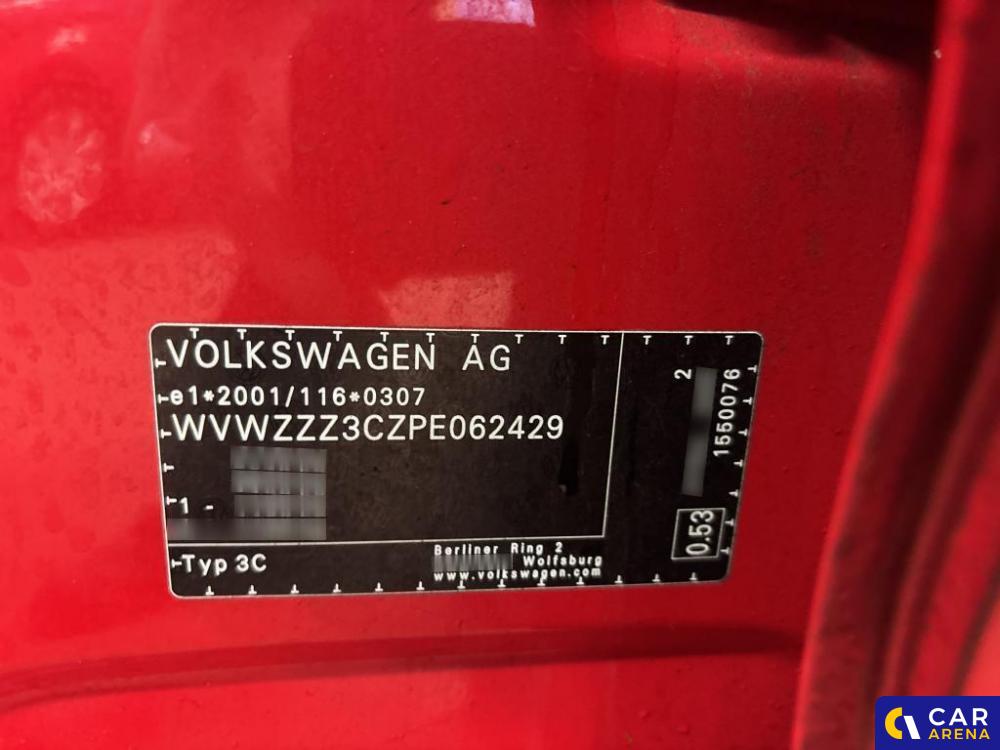 VOLKSWAGEN AG
e1*2001/116*0307
WVWZZZ3CZPE062429
1 -
Typ 3C
Berliner Ring 2
Wolfsburg
www.volkswagen.com
2
1550076
0.53
CAR
ARENA